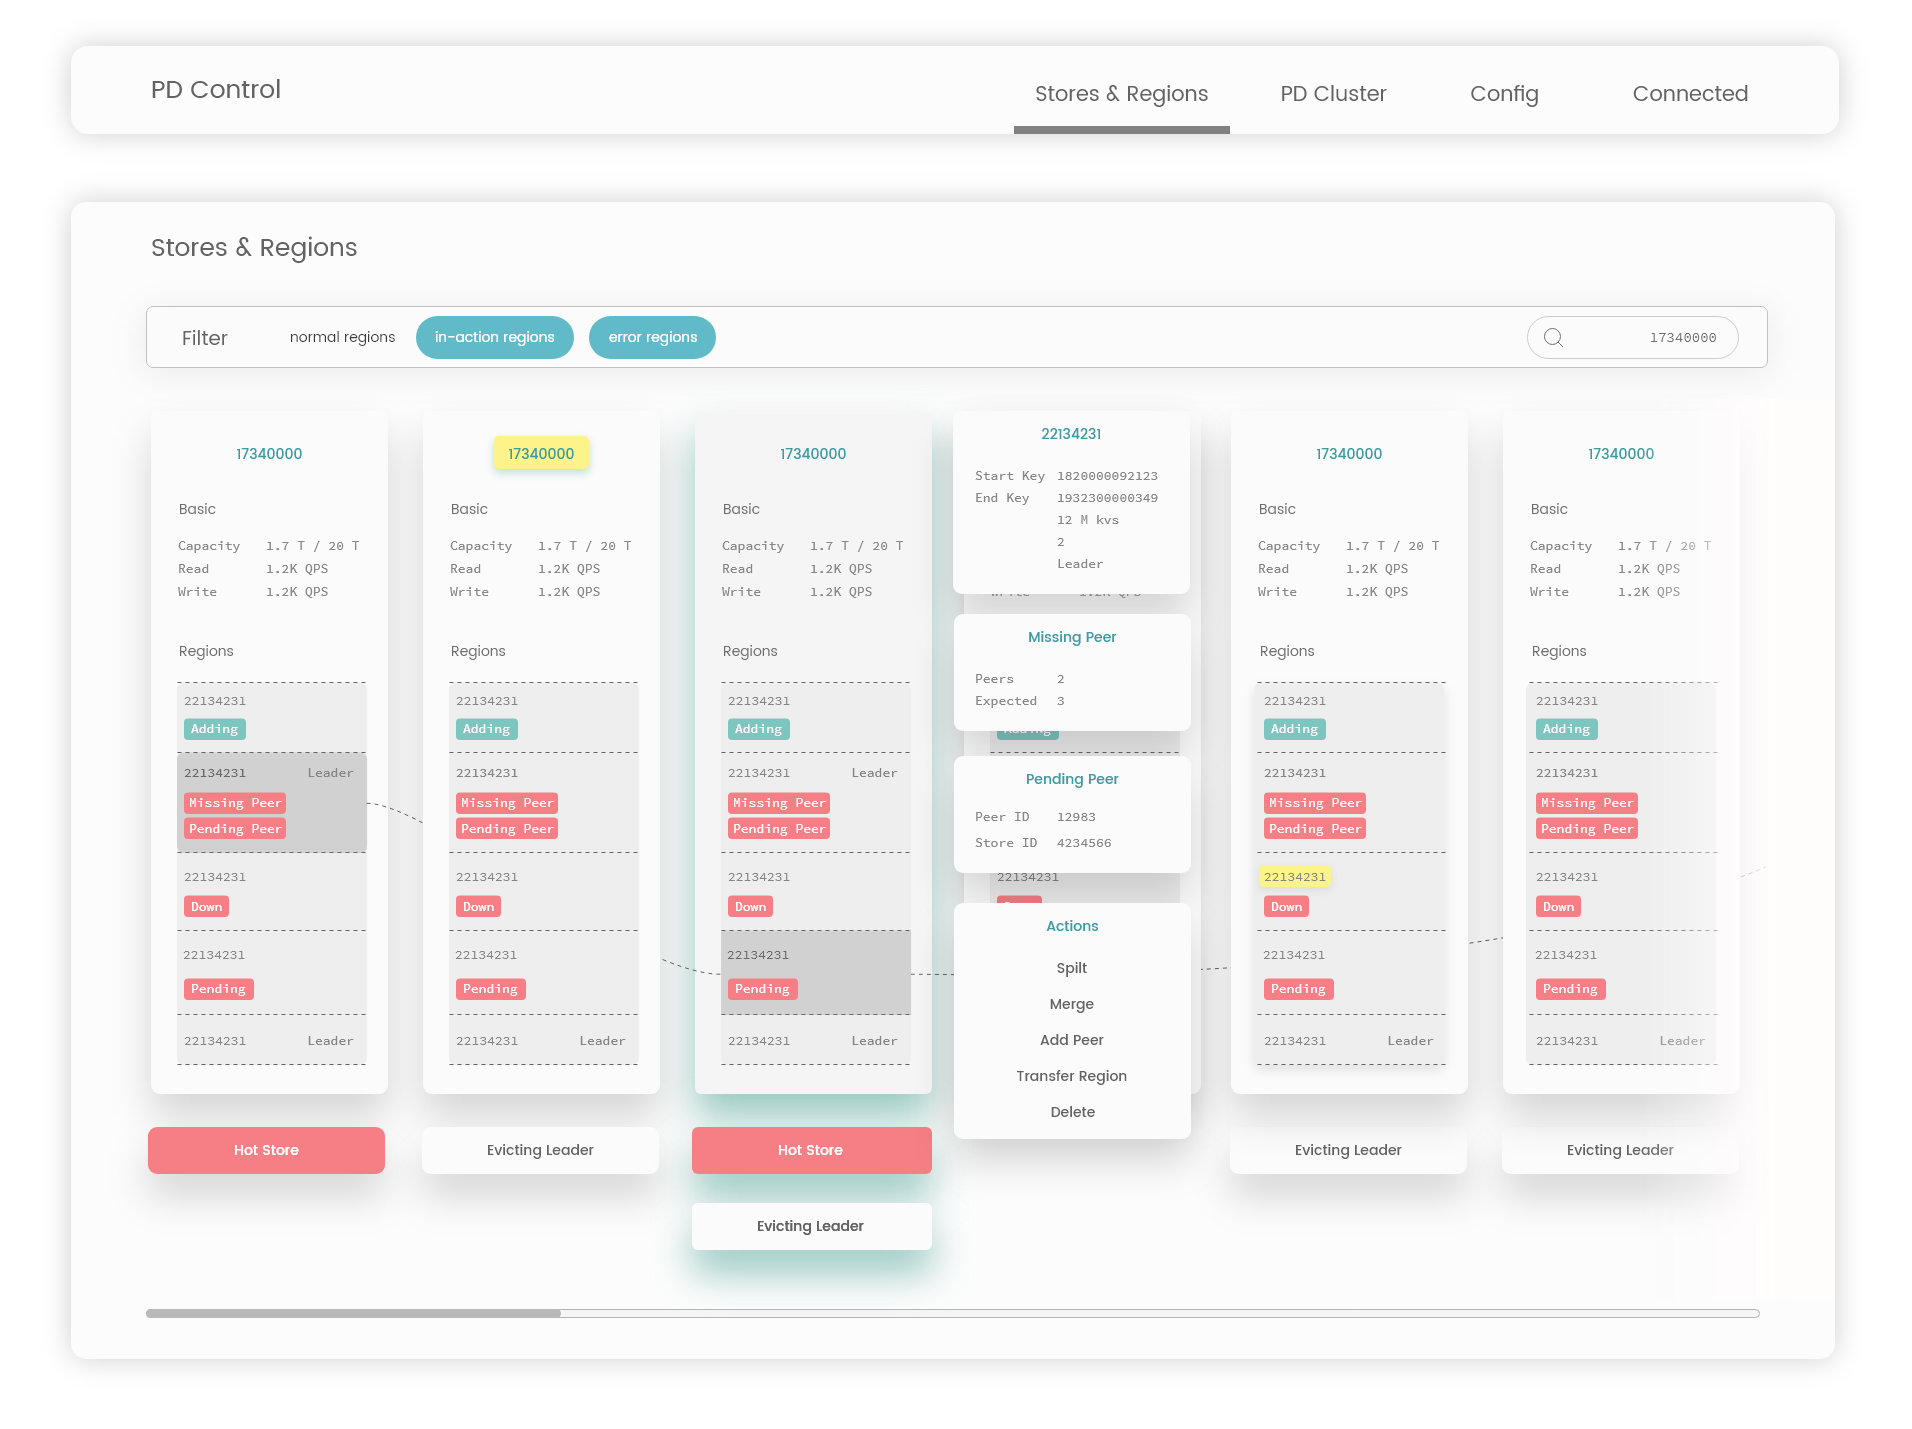 PD Control
Stores & Regions
PD Cluster
Config
Connected
Stores & Regions
Filter
normal regions
in-action regions
error regions
17340000
17340000
Basic
Capacity 1.7 T / 20 T
Read 1.2K QPS
Write 1.2K QPS
Regions
22134231
Adding
22134231 Leader
Missing Peer
Pending Peer
22134231
Down
22134231
Pending
22134231 Leader
Hot Store
17340000
Basic
Capacity 1.7 T / 20 T
Read 1.2K QPS
Write 1.2K QPS
Regions
22134231
Adding
22134231
Missing Peer
Pending Peer
22134231
Down
22134231
Pending
22134231 Leader
Evicting Leader
17340000
Basic
Capacity 1.7 T / 20 T
Read 1.2K QPS
Write 1.2K QPS
Regions
22134231
Adding
22134231 Leader
Missing Peer
Pending Peer
22134231
Down
22134231
Pending
22134231 Leader
Hot Store
Evicting Leader
22134231
Start Key 1820000092123
End Key 1932300000349
12 M kvs
2
Leader
Missing Peer
Peers 2
Expected 3
Pending Peer
Peer ID 12983
Store ID 4234566
22134231
Actions
Spilt
Merge
Add Peer
Transfer Region
Delete
17340000
Basic
Capacity 1.7 T / 20 T
Read 1.2K QPS
Write 1.2K QPS
Regions
22134231
Adding
22134231
Missing Peer
Pending Peer
22134231
Down
22134231
Pending
22134231 Leader
Evicting Leader
17340000
Basic
Capacity 1.7 T / 20 T
Read 1.2K QPS
Write 1.2K QPS
Regions
22134231
Adding
22134231
Missing Peer
Pending Peer
22134231
Down
22134231
Pending
22134231 Leader
Evicting Leader